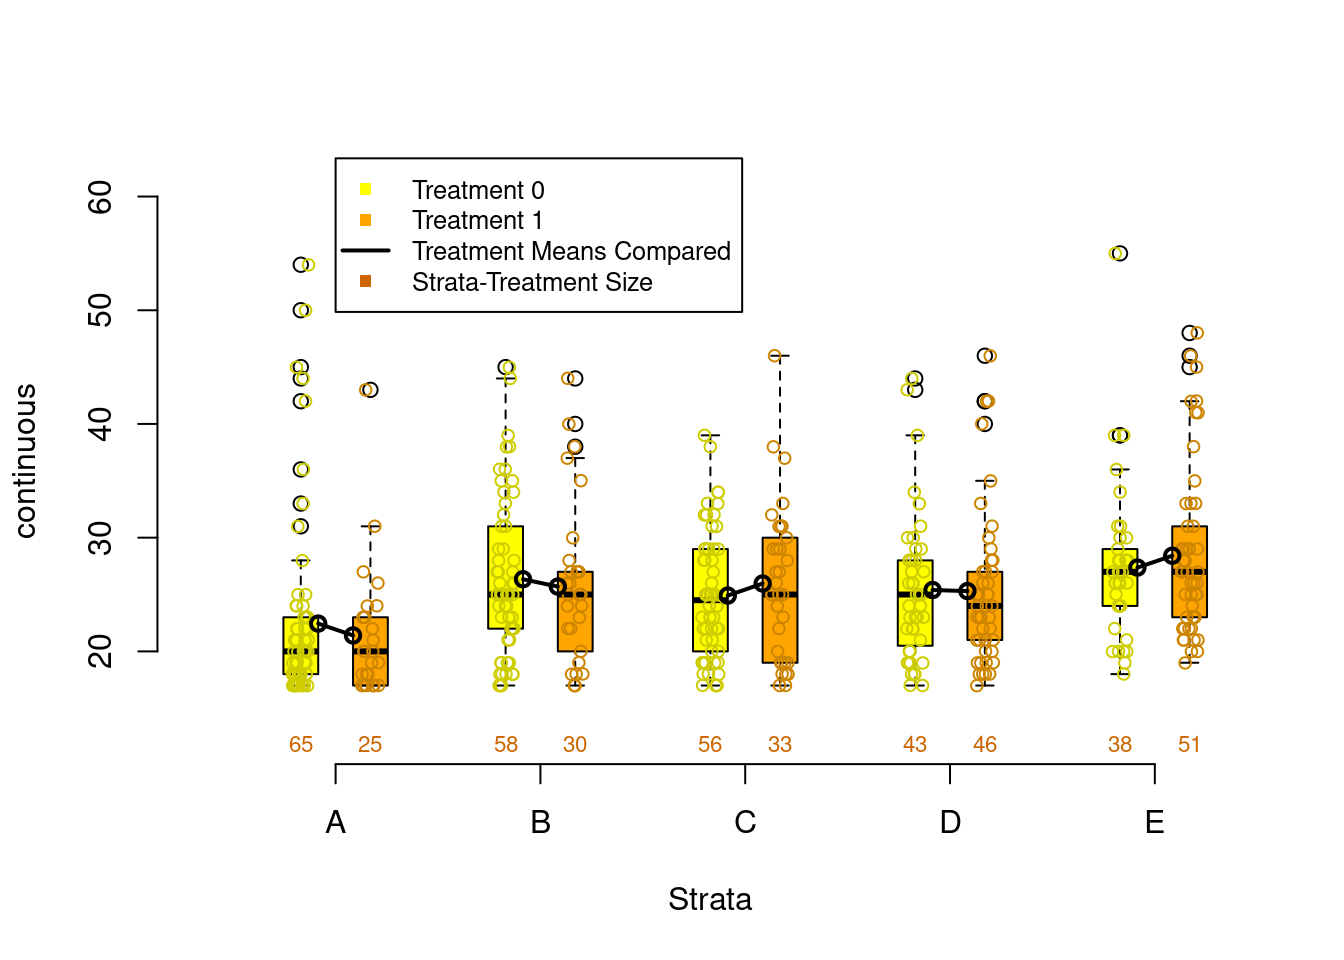 Treatment 0
Treatment 1
Treatment Means Compared
Strata-Treatment Size
60
50
40
30
20
continuous
65 25 58 30 56 33 43 46 38 51
A B C D E
Strata